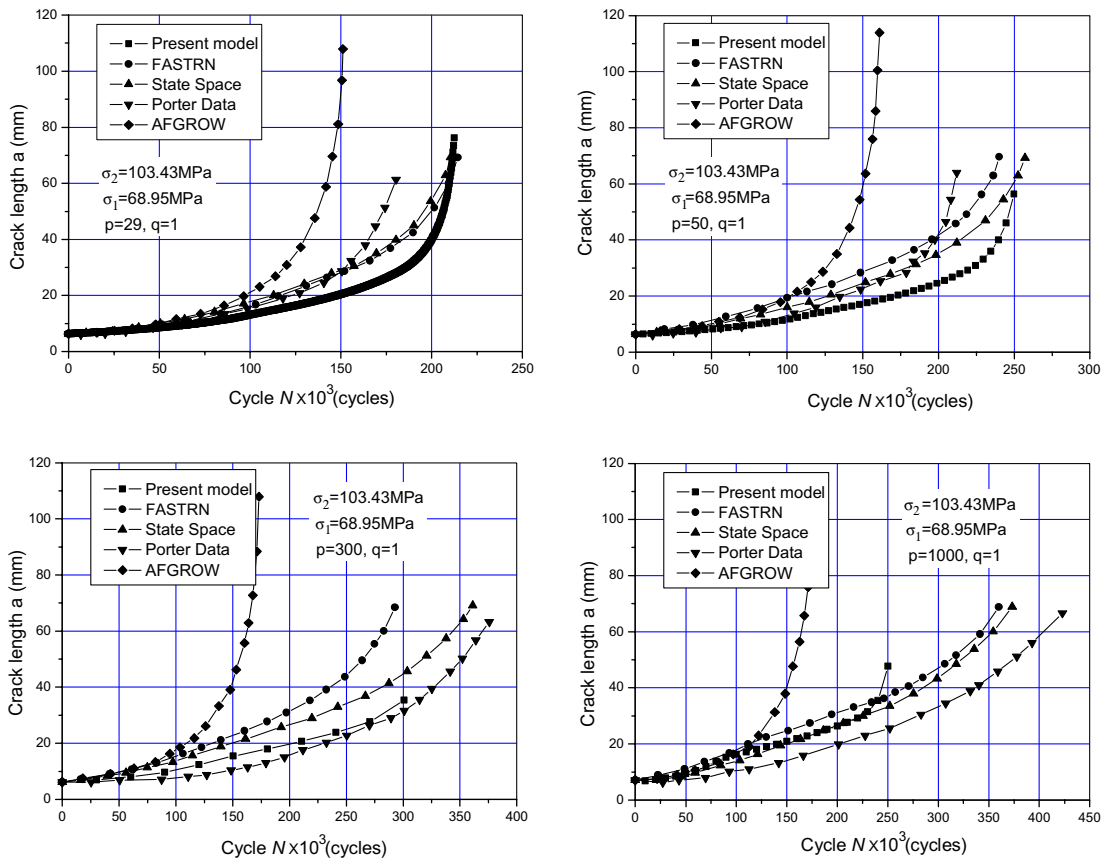 120
100
80
60
40
20
0
Crack length a (mm)
Present model
FASTRN
State Space
Porter Data
AFGROW
σ2=103.43MPa
σ1=68.95MPa
p=29, q=1
0 50 100 150 200 250
Cycle N ×10³(cycles)
120
100
80
60
40
20
0
Crack length a (mm)
Present model
FASTRN
State Space
Porter Data
AFGROW
σ2=103.43MPa
σ1=68.95MPa
p=50, q=1
0 50 100 150 200 250 300
Cycle N ×10³(cycles)
120
100
80
60
40
20
0
Crack length a (mm)
Present model
FASTRN
State Space
Porter Data
AFGROW
σ2=103.43MPa
σ1=68.95MPa
p=300, q=1
0 50 100 150 200 250 300 350 400
Cycle N ×10³(cycles)
120
100
80
60
40
20
0
Crack length a (mm)
Present model
FASTRN
State Space
Porter Data
AFGROW
σ2=103.43MPa
σ1=68.95MPa
p=1000, q=1
0 50 100 150 200 250 300 350 400 450
Cycle N ×10³(cycles)